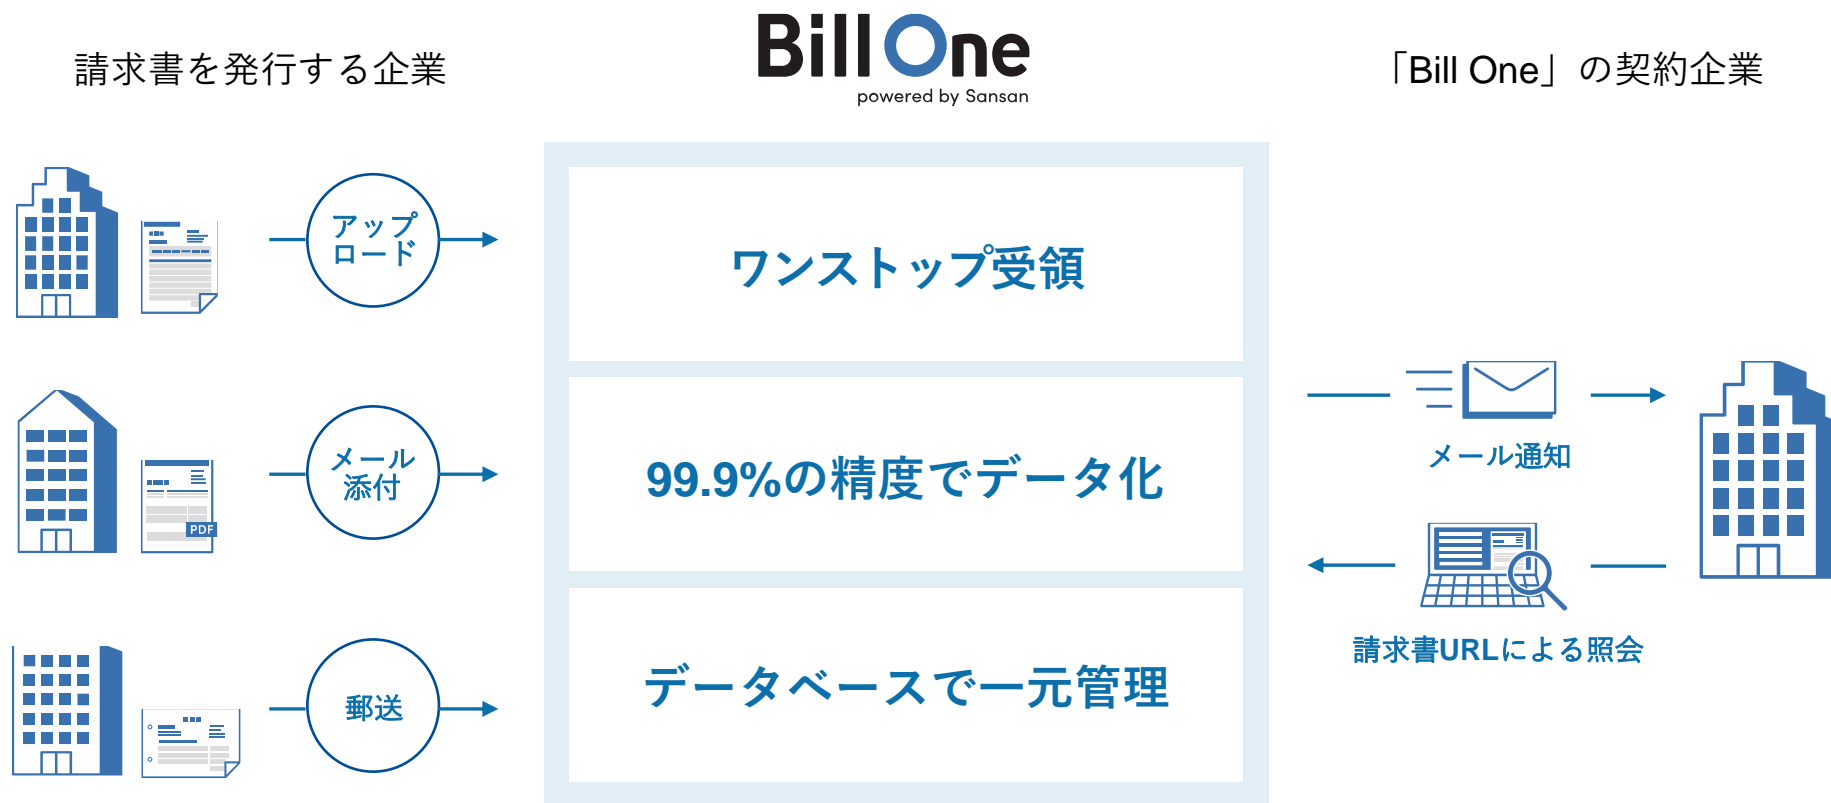 請求書を発行する企業
Bill One
powered by Sansan
「Bill One」の契約企業
アップ
ロード
メール
添付
PDF
郵送
ワンストップ受領
99.9%の精度でデータ化
データベースで一元管理
メール通知
請求書URLによる照会